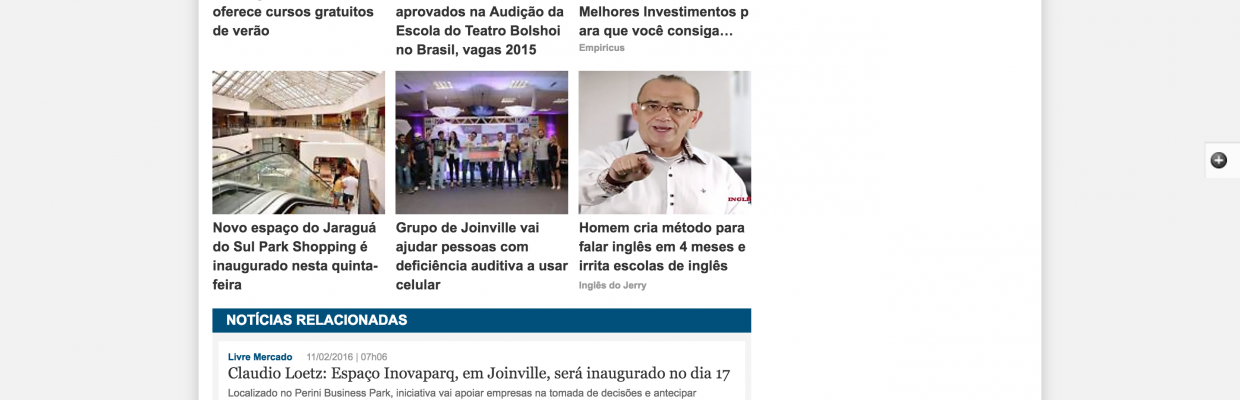 oferece cursos gratuitos
de verão
aprovados na Audição da
Escola do Teatro Bolshoi
no Brasil, vagas 2015
Melhores Investimentos p
ara que você consiga…
Empiricus
Novo espaço do Jaraguá
do Sul Park Shopping é
inaugurado nesta quinta-
feira
Grupo de Joinville vai
ajudar pessoas com
deficiência auditiva a usar
celular
Homem cria método para
falar inglês em 4 meses e
irrita escolas de inglês
Inglês do Jerry
NOTÍCIAS RELACIONADAS
Livre Mercado 11/02/2016 | 07h06
Claudio Loetz: Espaço Inovaparq, em Joinville, será inaugurado no dia 17
Localizado no Perini Business Park, iniciativa vai apoiar empresas na tomada de decisões e antecipar